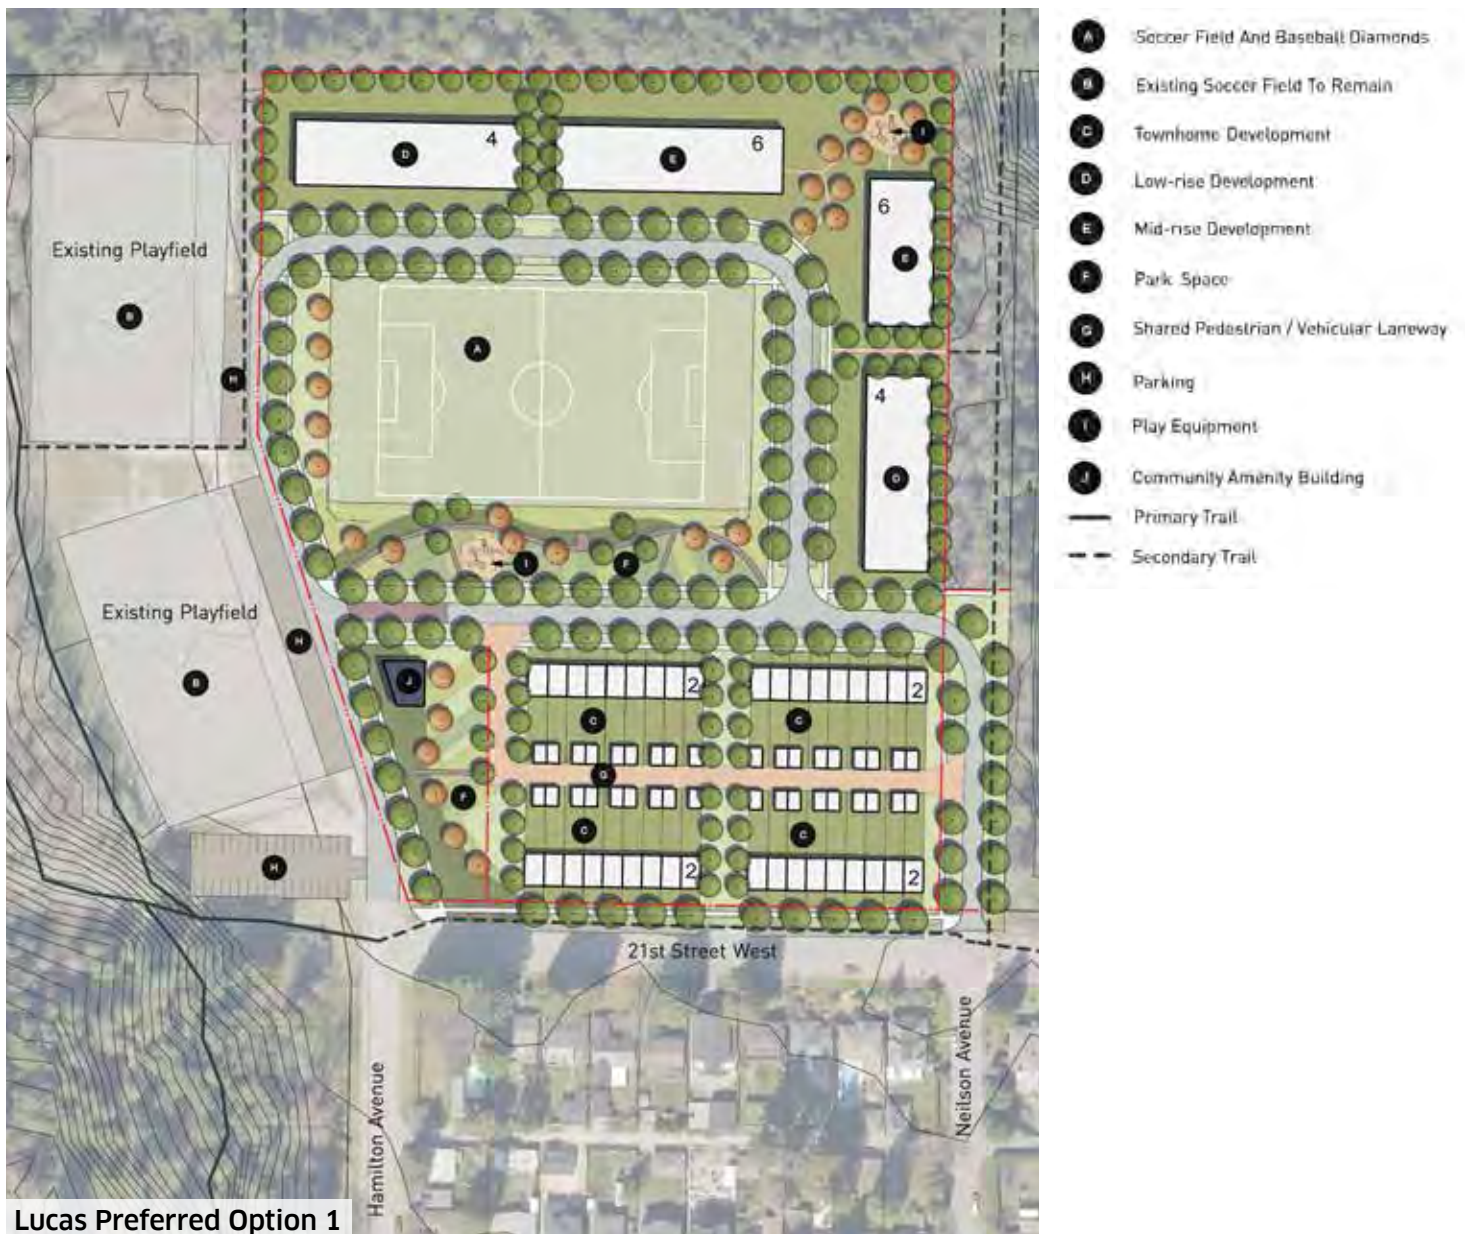 A Soccer Field And Baseball Diamonds
B Existing Soccer Field To Remain
C Townhome Development
D Low-rise Development
E Mid-rise Development
F Park Space
G Shared Pedestrian / Vehicular Laneway
H Parking
I Play Equipment
J Community Amenity Building
Primary Trail
Secondary Trail
4
D
6
E
I
6
E
Existing Playfield
B
A
H
4
D
I
F
Existing Playfield
H
B
J
2
2
C
C
G
F
C
C
H
2
2
21st Street West
Hamilton Avenue
Neilson Avenue
Lucas Preferred Option 1